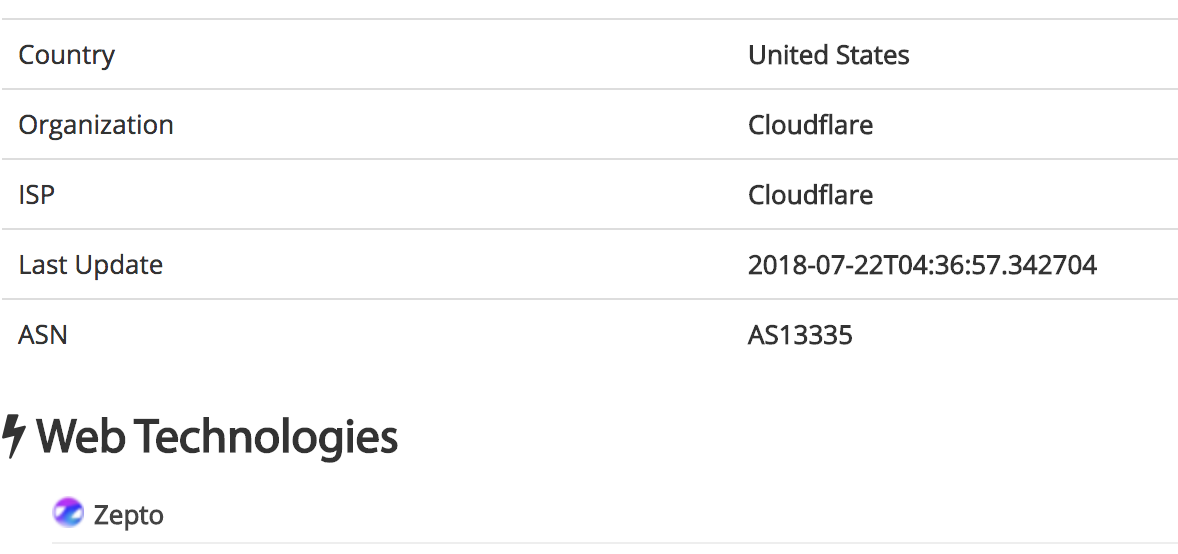 Country United States
Organization Cloudflare
ISP Cloudflare
Last Update 2018-07-22T04:36:57.342704
ASN AS13335
Web Technologies
Zepto